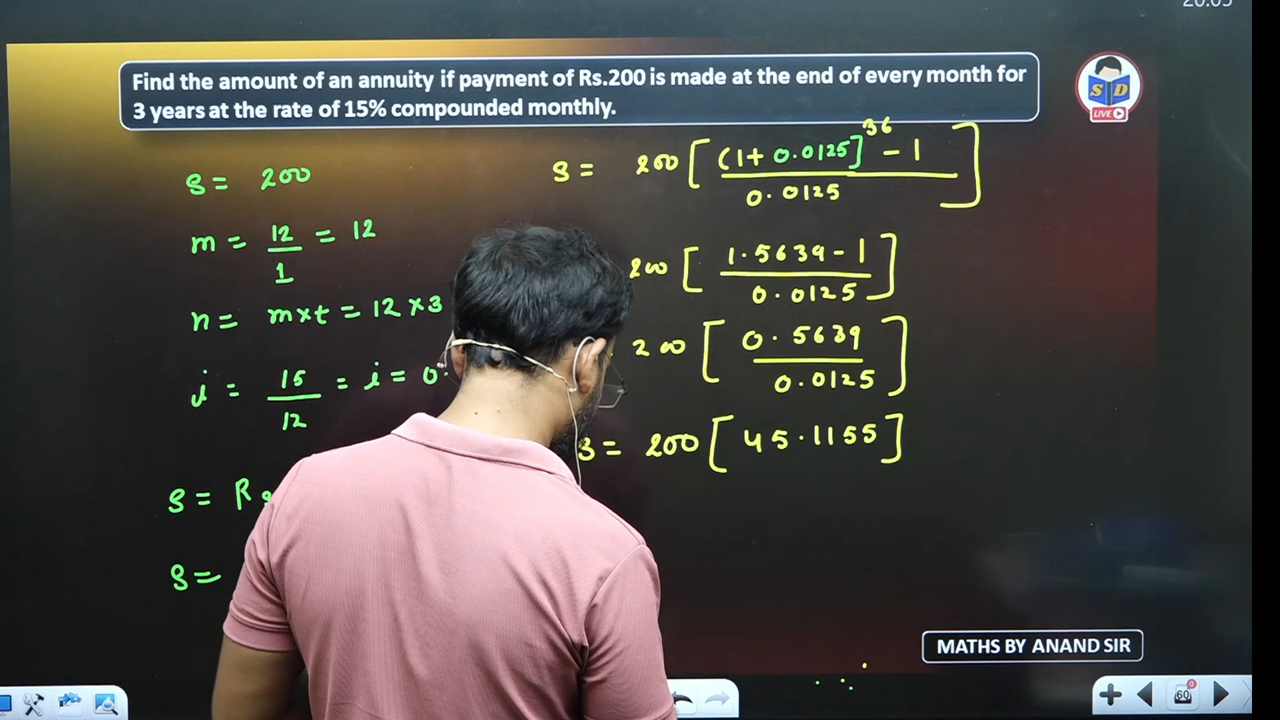 20:05
Find the amount of an annuity if payment of Rs.200 is made at the end of every month for
3 years at the rate of 15% compounded monthly.
S D
LIVE
S = 200
m = 12/1 = 12
n = m×t = 12×3
i = 15/12 = i = 0.
S = R
S =
S = 200 [ (1+0.0125]^36 - 1 / 0.0125 ]
200 [ 1.5639-1 / 0.0125 ]
200 [ 0.5639 / 0.0125 ]
S = 200 [ 45.1155 ]
MATHS BY ANAND SIR
60